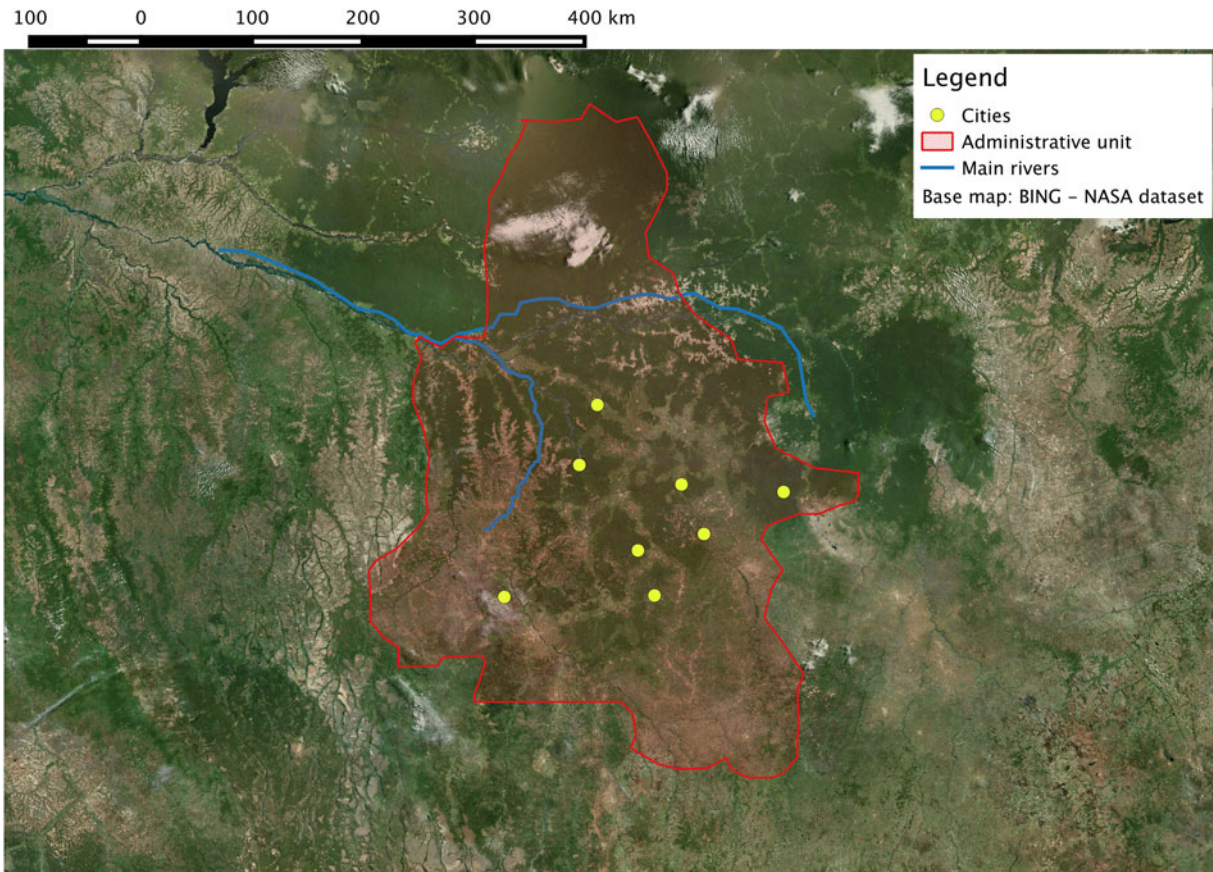 100 0 100 200 300 400 km
Legend
Cities
Administrative unit
Main rivers
Base map: BING – NASA dataset